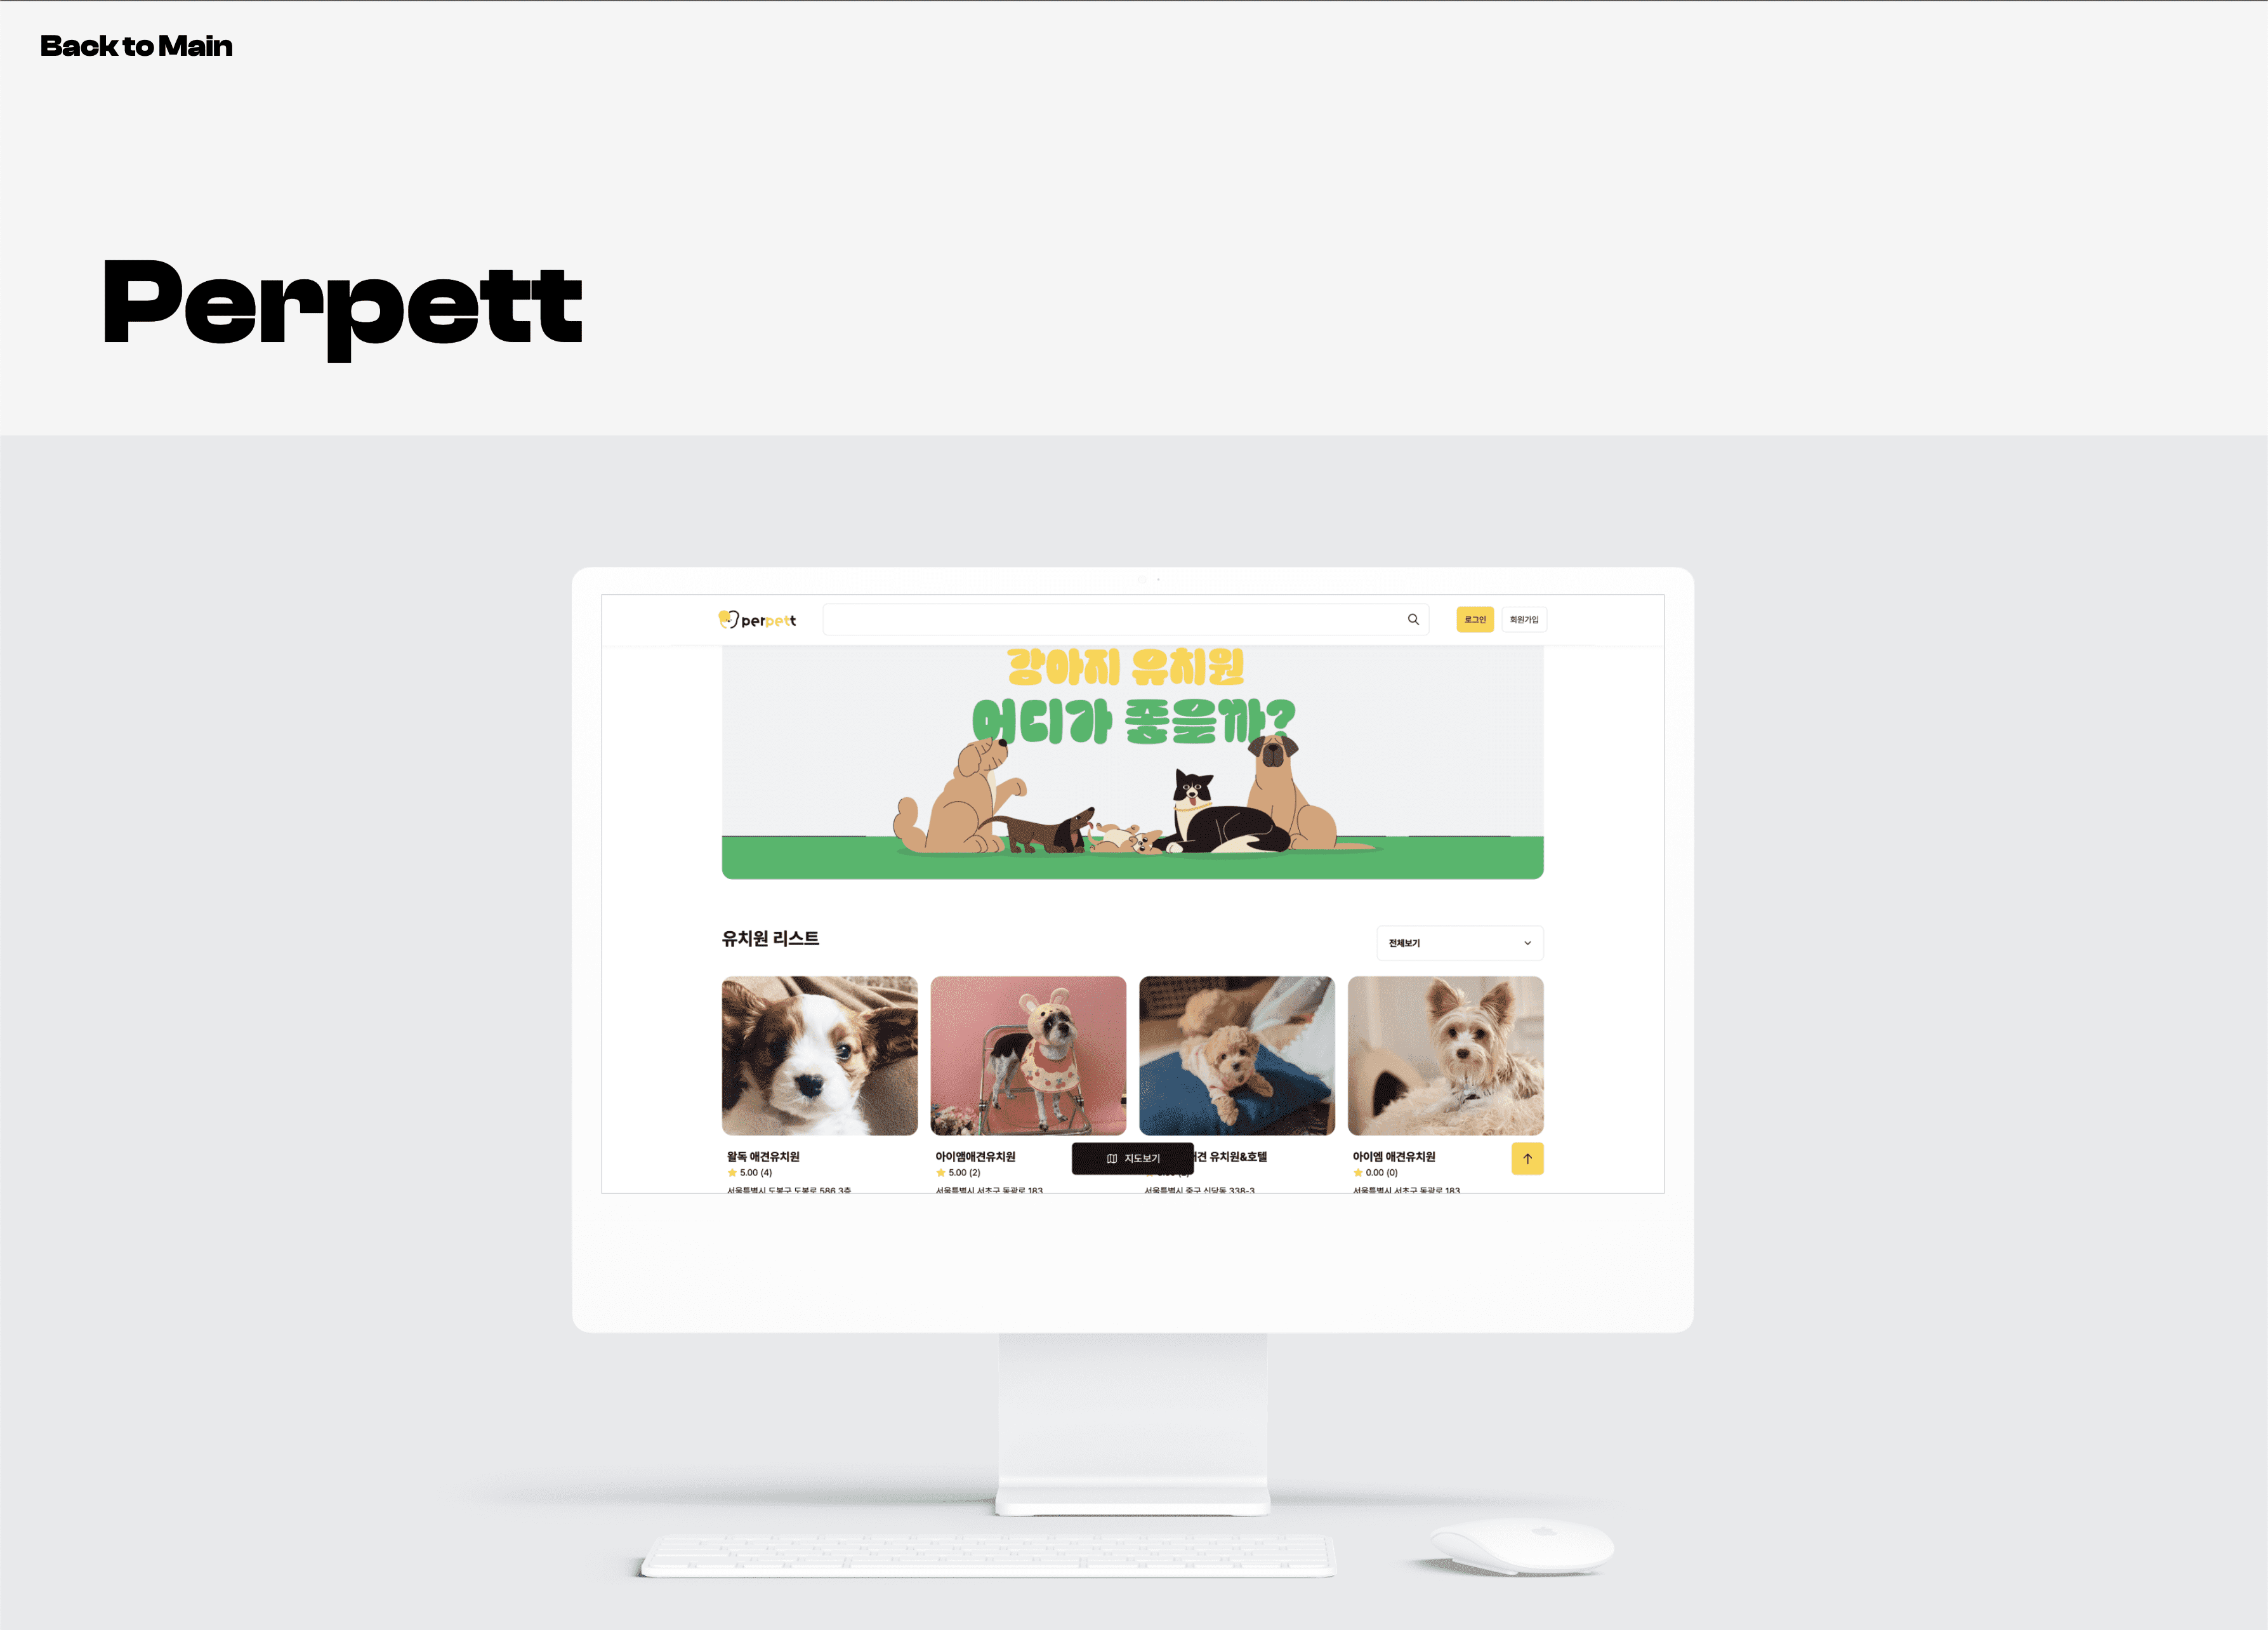 Back to Main
Perpett
perpett
로그인
회원가입
강아지 유치원
어디가 좋을까?
유치원 리스트
전체보기
왈독 애견유치원
5.00 (4)
서울특별시 도봉구 도봉로 586 3층
아이앰애견유치원
5.00 (2)
서울특별시 서초구 동광로 183
지도보기
견 유치원&호텔
서울특별시 중구 신당동 338-3
아이엠 애견유치원
0.00 (0)
서울특별시 서초구 동광로 183